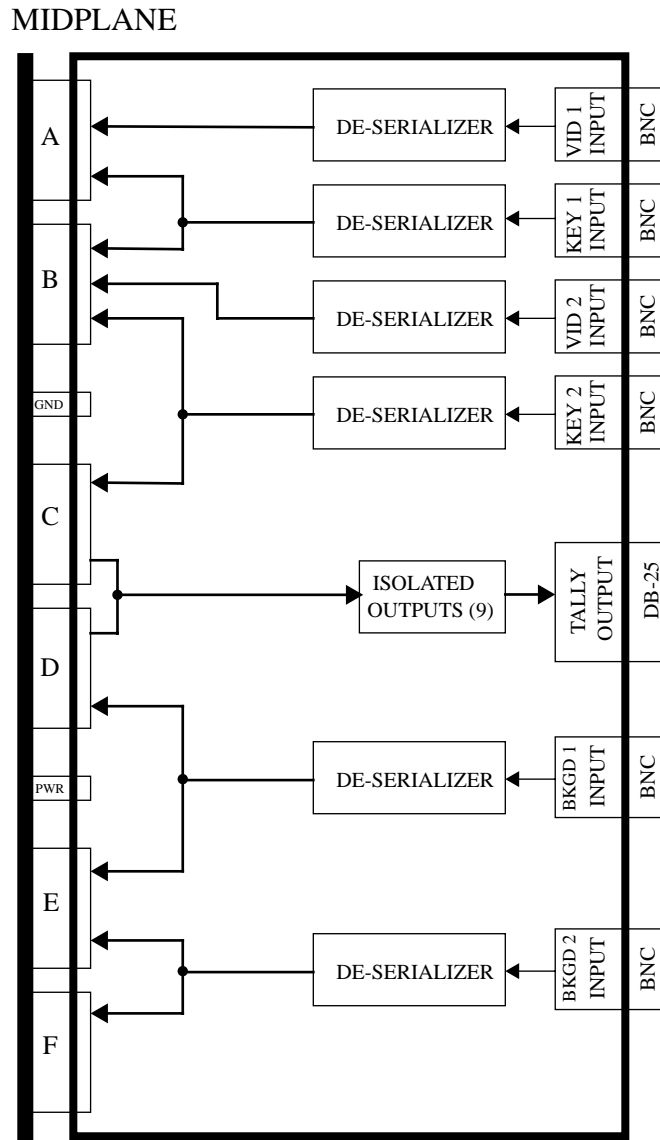 MIDPLANE
A
DE-SERIALIZER
VID 1
INPUT
BNC
DE-SERIALIZER
KEY 1
INPUT
BNC
B
DE-SERIALIZER
VID 2
INPUT
BNC
GND
DE-SERIALIZER
KEY 2
INPUT
BNC
C
ISOLATED
OUTPUTS (9)
TALLY
OUTPUT
DB-25
D
PWR
DE-SERIALIZER
BKGD 1
INPUT
BNC
E
DE-SERIALIZER
BKGD 2
INPUT
BNC
F